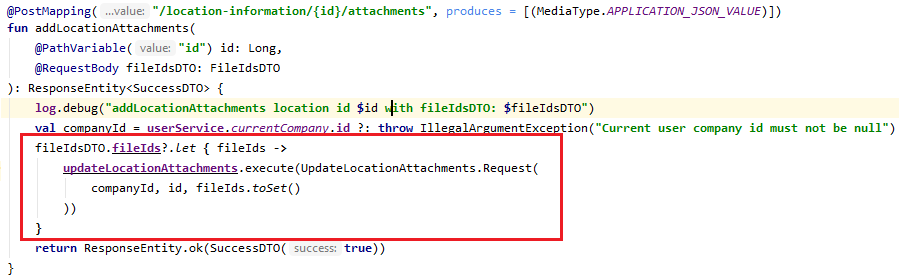 @PostMapping( ...value: "/location-information/{id}/attachments", produces = [(MediaType.APPLICATION_JSON_VALUE)])
fun addLocationAttachments(
    @PathVariable( value: "id") id: Long,
    @RequestBody fileIdsDTO: FileIdsDTO
): ResponseEntity<SuccessDTO> {
    log.debug("addLocationAttachments location id $id with fileIdsDTO: $fileIdsDTO")
    val companyId = userService.currentCompany.id ?: throw IllegalArgumentException("Current user company id must not be null")
    fileIdsDTO.fileIds?.let { fileIds ->
        updateLocationAttachments.execute(UpdateLocationAttachments.Request(
            companyId, id, fileIds.toSet()
        ))
    }
    return ResponseEntity.ok(SuccessDTO( success: true))
}